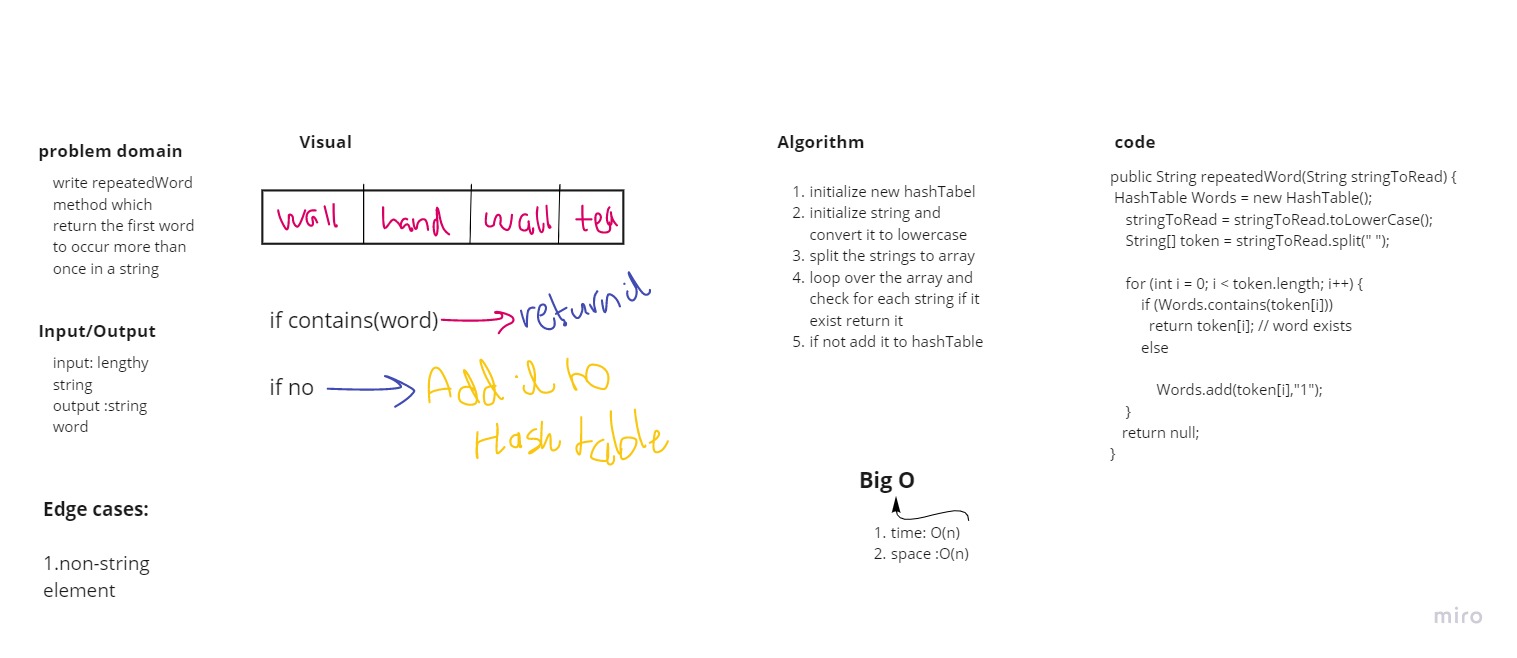 problem domain
write repeatedWord
method which
return the first word
to occur more than
once in a string
Input/Output
input: lengthy
string
output :string
word
Edge cases:
1.non-string
element
Visual
wall hand wall tea
if contains(word) return it
if no Add it to
Hash table
Algorithm
1. initialize new hashTabel
2. initialize string and
convert it to lowercase
3. split the strings to array
4. loop over the array and
check for each string if it
exist return it
5. if not add it to hashTable
Big O
1. time: O(n)
2. space :O(n)
code
public String repeatedWord(String stringToRead) {
HashTable Words = new HashTable();
stringToRead = stringToRead.toLowerCase();
String[] token = stringToRead.split(" ");
for (int i = 0; i < token.length; i++) {
if (Words.contains(token[i]))
return token[i]; // word exists
else
Words.add(token[i],"1");
}
return null;
}
miro